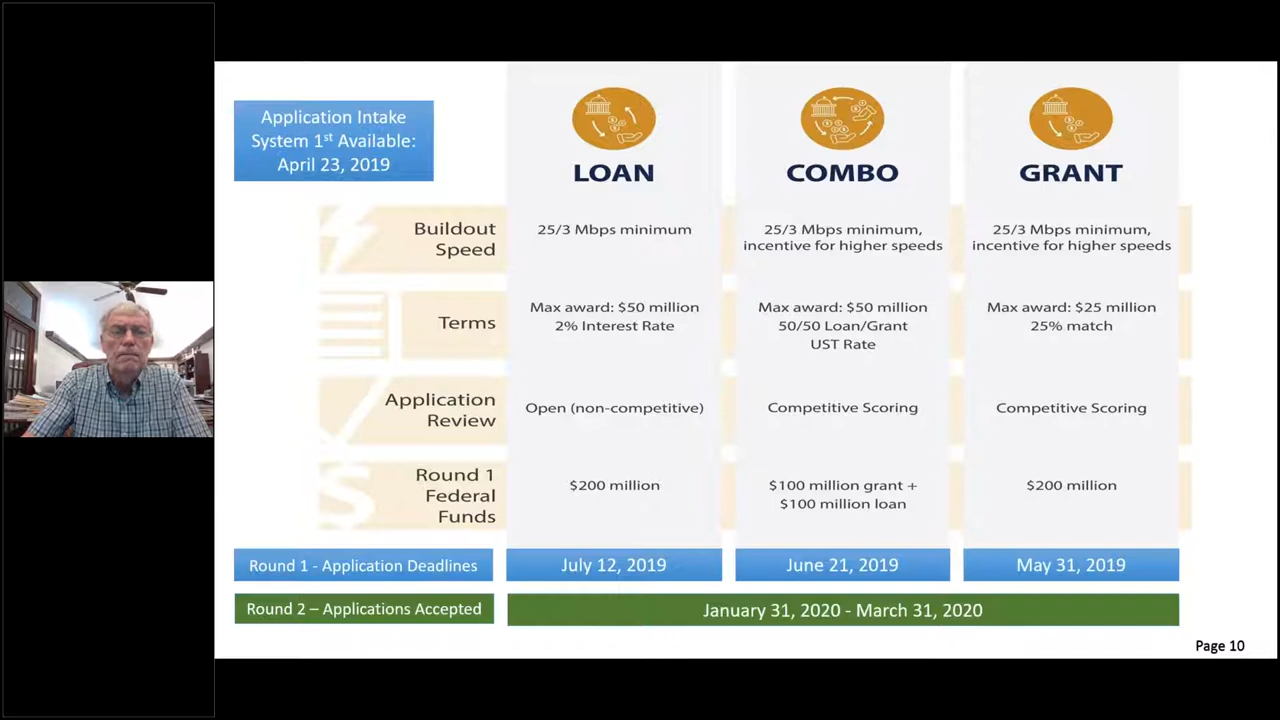 Application Intake
System 1st Available:
April 23, 2019
LOAN
COMBO
GRANT
Buildout
Speed
25/3 Mbps minimum
25/3 Mbps minimum,
incentive for higher speeds
25/3 Mbps minimum,
incentive for higher speeds
Terms
Max award: $50 million
2% Interest Rate
Max award: $50 million
50/50 Loan/Grant
UST Rate
Max award: $25 million
25% match
Application
Review
Open (non-competitive)
Competitive Scoring
Competitive Scoring
Round 1
Federal
Funds
$200 million
$100 million grant +
$100 million loan
$200 million
Round 1 - Application Deadlines
July 12, 2019
June 21, 2019
May 31, 2019
Round 2 – Applications Accepted
January 31, 2020 - March 31, 2020
Page 10